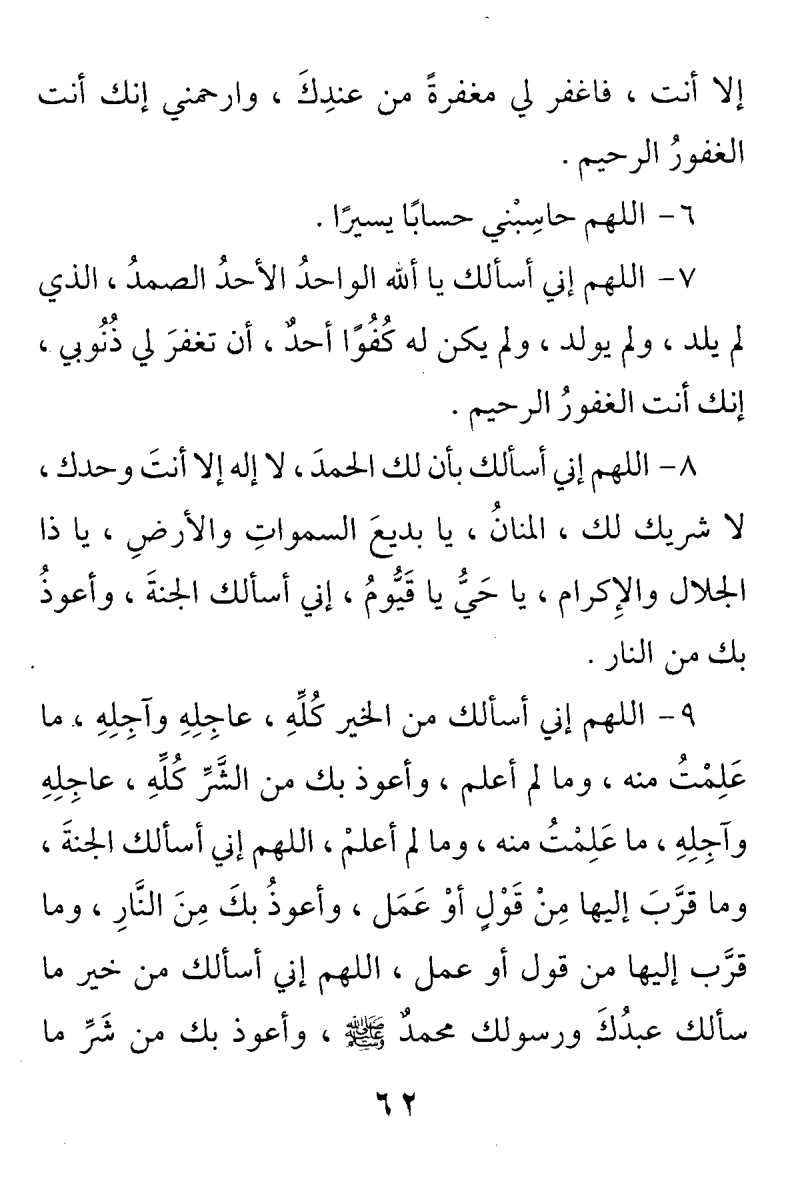 إلا أنت ، فاغفر لي مغفرةً من عندِكَ ، وارحمني إنك أنت
الغفورُ الرحيم .
٦- اللهم حاسِبْني حسابًا يسيرًا .
٧- اللهم إني أسألك يا ألله الواحدُ الأحدُ الصمدُ ، الذي
لم يلد ، ولم يولد ، ولم يكن له كُفُوًا أحدٌ ، أن تغفرَ لي ذُنُوبي ،
إنك أنت الغفورُ الرحيم .
٨- اللهم إني أسألك بأن لك الحمدَ ، لا إله إلا أنتَ وحدك ،
لا شريك لك ، المنانُ ، يا بديعَ السمواتِ والأرضِ ، يا ذا
الجلال والإِكرام ، يا حَيُّ يا قَيُّومُ ، إني أسألك الجنةَ ، وأعوذُ
بك من النار .
٩- اللهم إني أسألك من الخير كُلِّهِ ، عاجِلِهِ وآجِلِهِ ، ما
عَلِمْتُ منه ، وما لم أعلم ، وأعوذ بك من الشَّرِّ كُلِّهِ ، عاجِلِهِ
وآجِلِهِ ، ما عَلِمْتُ منه ، وما لم أعلمْ ، اللهم إني أسألك الجنةَ ،
وما قرَّبَ إليها مِنْ قَوْلٍ أوْ عَمَل ، وأعوذُ بكَ مِنَ النَّارِ ، وما
قرَّب إليها من قول أو عمل ، اللهم إني أسألك من خير ما
سألك عبدُكَ ورسولك محمدٌ ﷺ ، وأعوذ بك من شَرِّ ما
٦٢